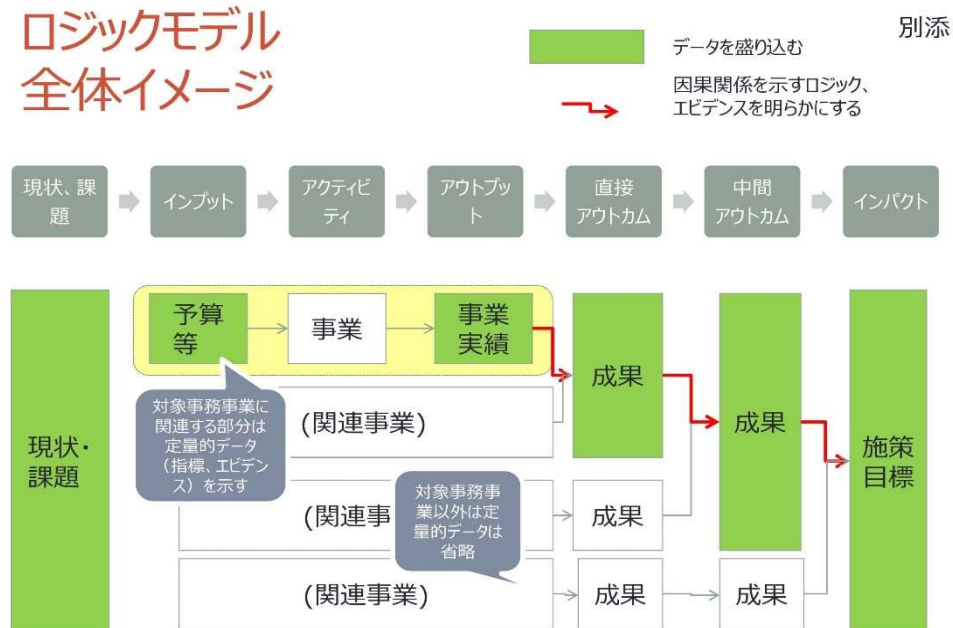 ロジックモデル
全体イメージ
別添
データを盛り込む
因果関係を示すロジック、
エビデンスを明らかにする
現状、課
題
インプット
アクティビ
ティ
アウトプッ
ト
直接
アウトカム
中間
アウトカム
インパクト
現状・
課題
予算
等
事業
事業
実績
対象事務事業に
関連する部分は
定量的データ
（指標、エビデン
ス）を示す
(関連事業)
(関連事
対象事務事
業以外は定
量的データは
省略
(関連事業)
成果
成果
成果
成果
成果
施策
目標